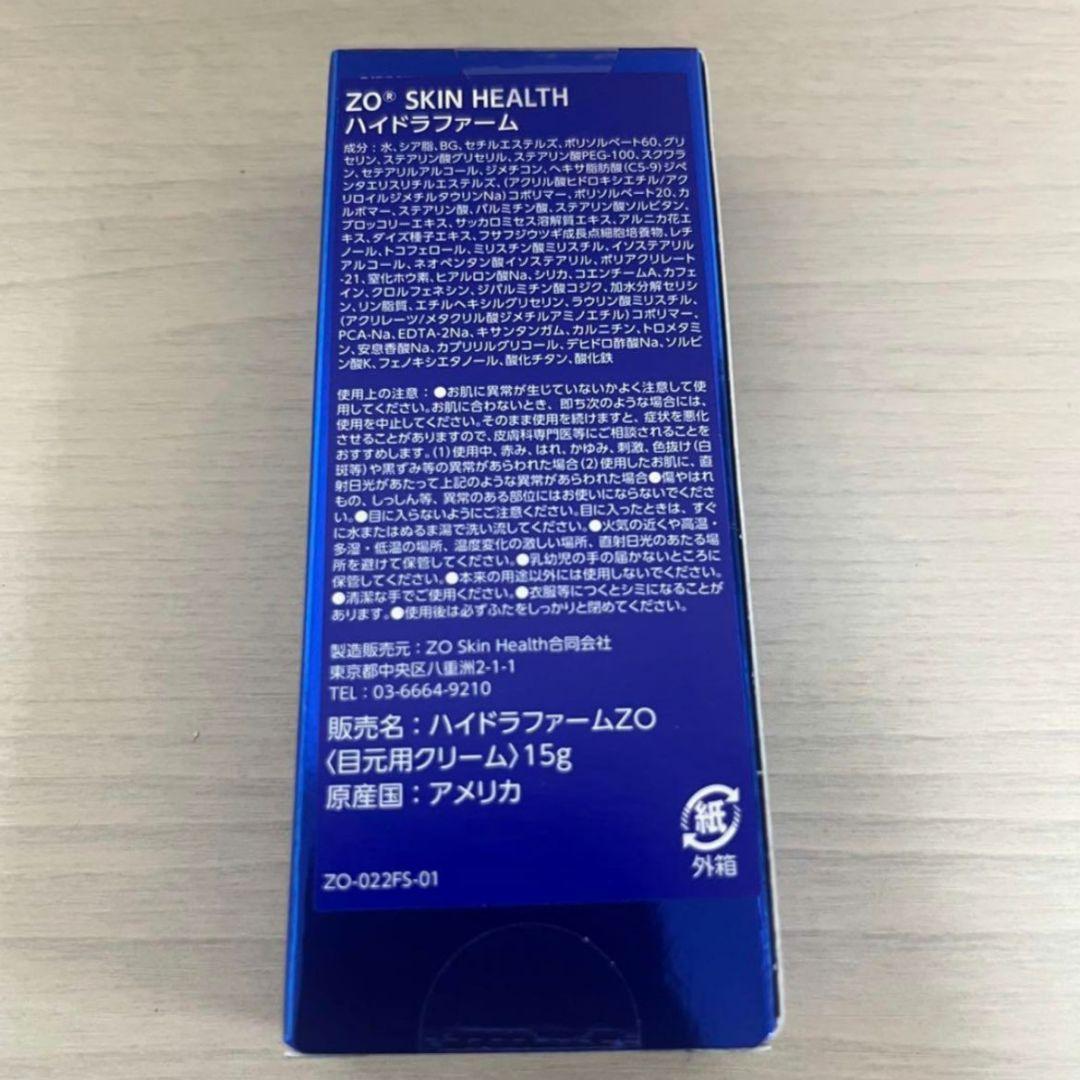 ZO® SKIN HEALTH
ハイドラファーム
成分：水、シア脂、BG、セチルエステルズ、ポリソルベート60、グリ
セリン、ステアリン酸グリセリル、ステアリン酸PEG-100、スクワラ
ン、セテアリルアルコール、ジメチコン、ヘキサ脂肪酸(C5-9)ジペ
ンタエリスリチルエステルズ、(アクリル酸ヒドロキシエチル/アク
リロイルジメチルタウリンNa)コポリマー、ポリソルベート20、カ
ルボマー、ステアリン酸、パルミチン酸、ステアリン酸ソルビタン、
ブロッコリーエキス、サッカロミセス溶解質エキス、アルニカ花エ
キス、ダイズ種子エキス、フサフジウツギ成長点細胞培養物、レチ
ノール、トコフェロール、ミリスチン酸ミリスチル、イソステアリル
アルコール、ネオペンタン酸イソステアリル、ポリアクリレート
-21、窒化ホウ素、ヒアルロン酸Na、シリカ、コエンチームA、カフェ
イン、クロルフェネシン、ジパルミチン酸コジク、加水分解セリシ
ン、リン脂質、エチルヘキシルグリセリン、ラウリン酸ミリスチル、
(アクリレーツ/メタクリル酸ジメチルアミノエチル)コポリマー、
PCA-Na、EDTA-2Na、キサンタンガム、カルニチン、トロメタミ
ン、安息香酸Na、カプリリルグリコール、デヒドロ酢酸Na、ソルビ
ン酸K、フェノキシエタノール、酸化チタン、酸化鉄
使用上の注意：●お肌に異常が生じていないかよく注意して使
用してください。お肌に合わないとき、即ち次のような場合には、
使用を中止してください。そのまま使用を続けますと、症状を悪化
させることがありますので、皮膚科専門医等にご相談されることを
おすすめします。(1)使用中、赤み、はれ、かゆみ、刺激、色抜け(白
斑等)や黒ずみ等の異常があらわれた場合(2)使用したお肌に、直
射日光があたって上記のような異常があらわれた場合●傷やはれ
もの、しっしん等、異常のある部位にはお使いにならないでくださ
い。●目に入らないようにご注意ください。目に入ったときは、すぐ
に水またはぬるま湯で洗い流してください。●火気の近くや高温・
多湿・低温の場所、温度変化の激しい場所、直射日光のあたる場
所を避けて保管してください。●乳幼児の手の届かないところに
保管してください。●本来の用途以外には使用しないでください。
●清潔な手でご使用ください。●衣服等につくとシミになることが
あります。●使用後は必ずふたをしっかりと閉めてください。
製造販売元：ZO Skin Health合同会社
東京都中央区八重洲2-1-1
TEL：03-6664-9210
販売名：ハイドラファームZO
〈目元用クリーム〉15g
原産国：アメリカ
紙
外箱
ZO-022FS-01